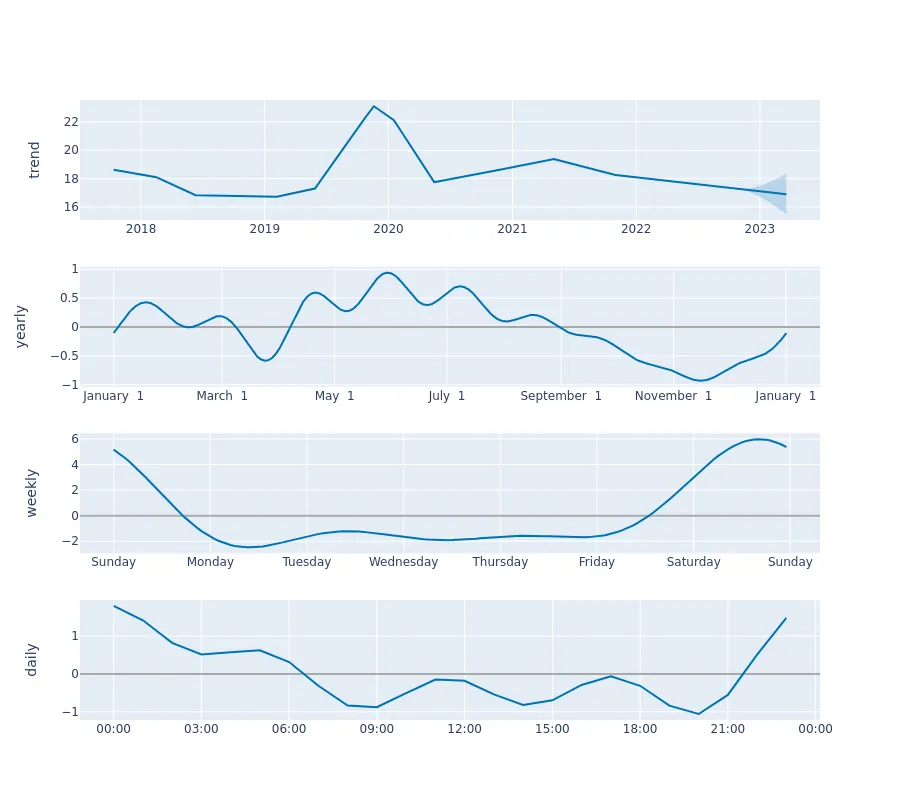 trend
22
20
18
16
2018 2019 2020 2021 2022 2023
yearly
1
0.5
0
−0.5
−1
January 1 March 1 May 1 July 1 September 1 November 1 January 1
weekly
6
4
2
0
−2
Sunday Monday Tuesday Wednesday Thursday Friday Saturday Sunday
daily
1
0
−1
00:00 03:00 06:00 09:00 12:00 15:00 18:00 21:00 00:00